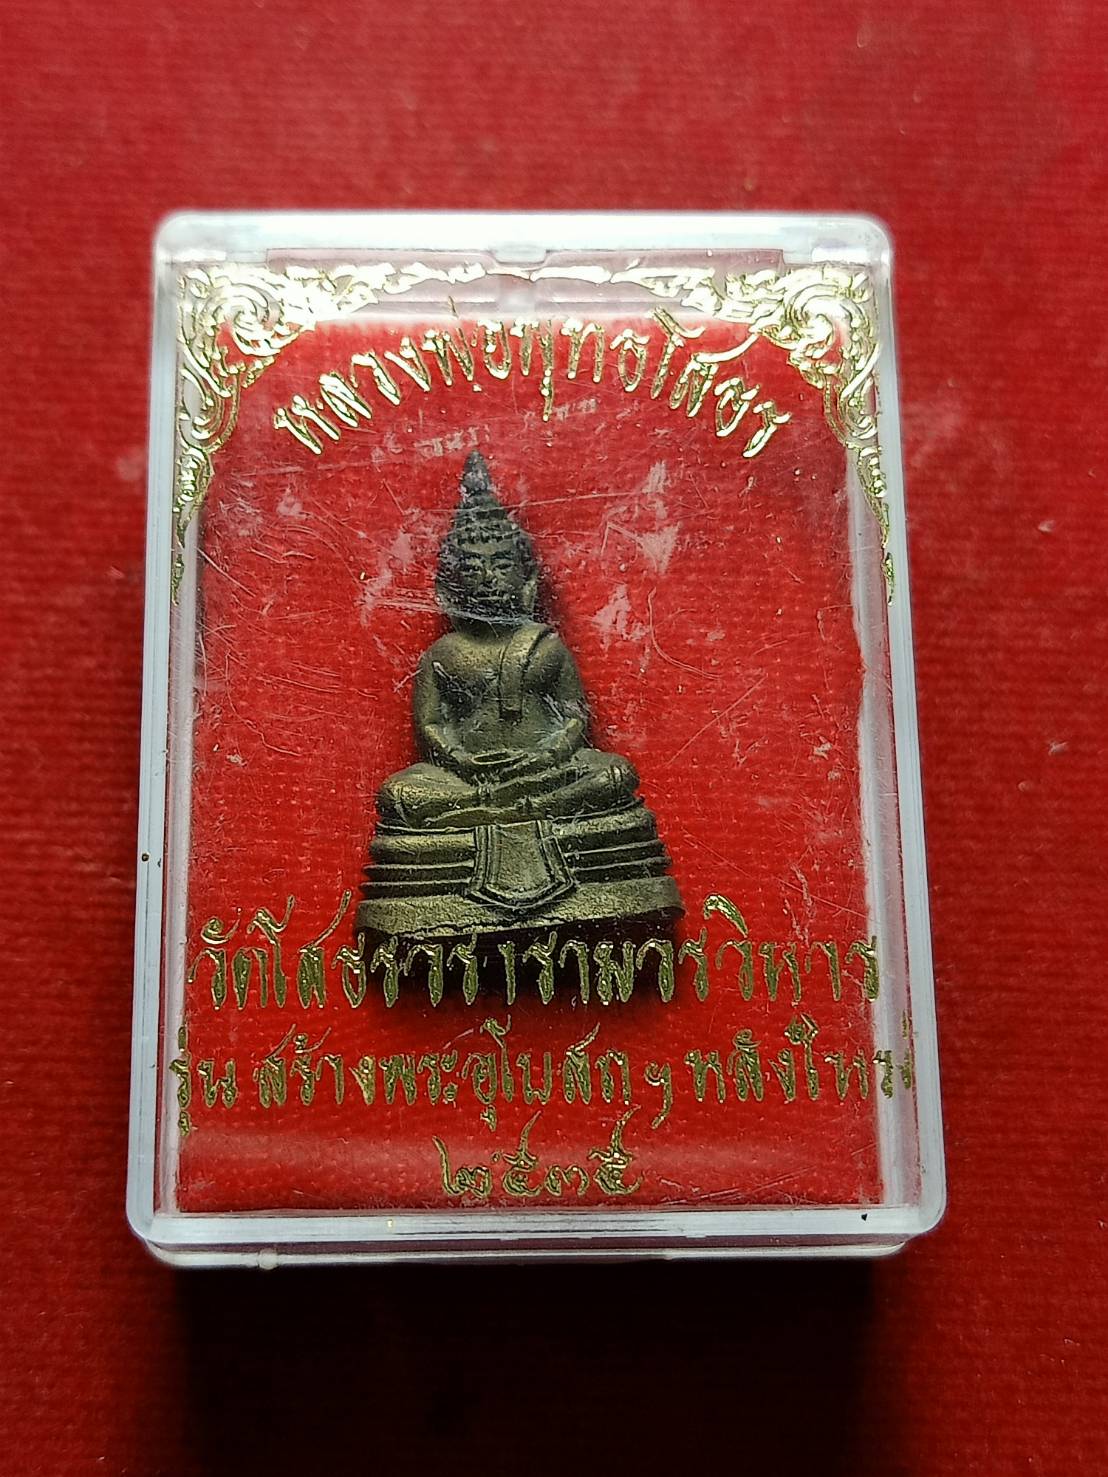 หลวงพ่อพุทธโสธร
วัดโสธรวรารามวรวิหาร
รุ่น สร้างพระอุโบสถฯ หลังใหม่
๒๕๓๕